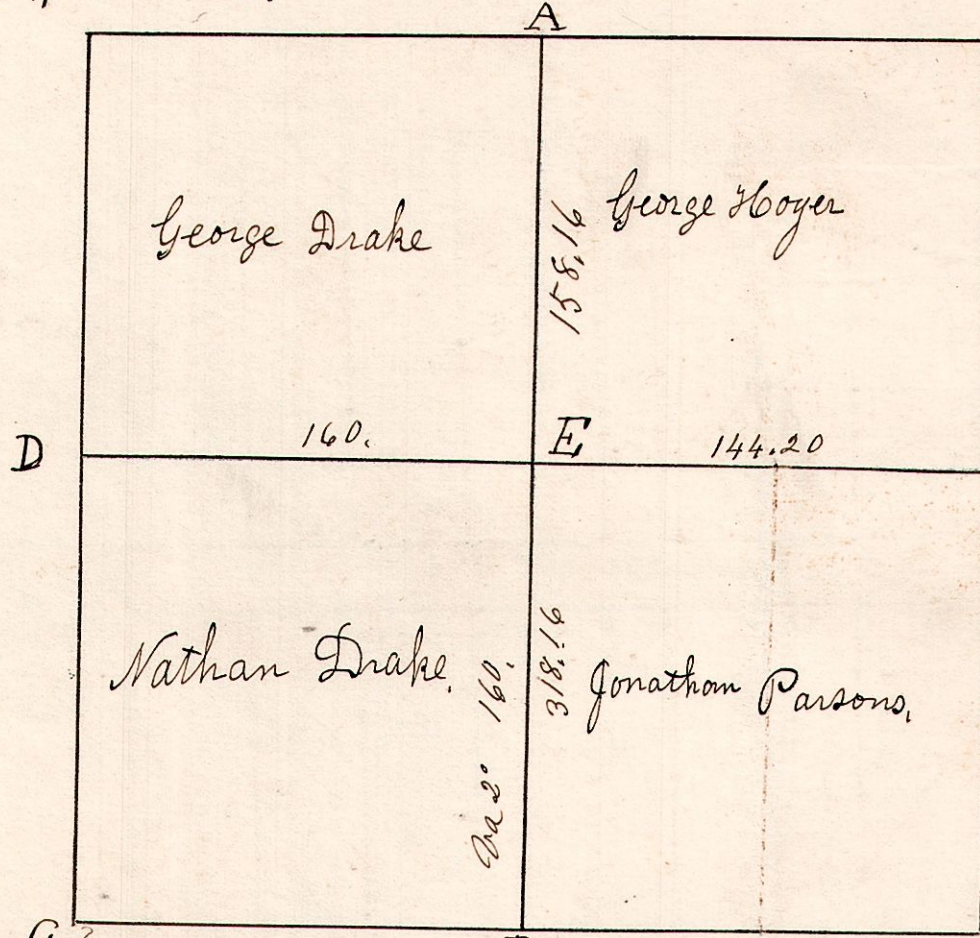 A
George Drake
158.16
George Hoyer
D
160.
E
144.20
Nathan Drake.
Va 2° 160.
318.16
Jonathan Parsons,